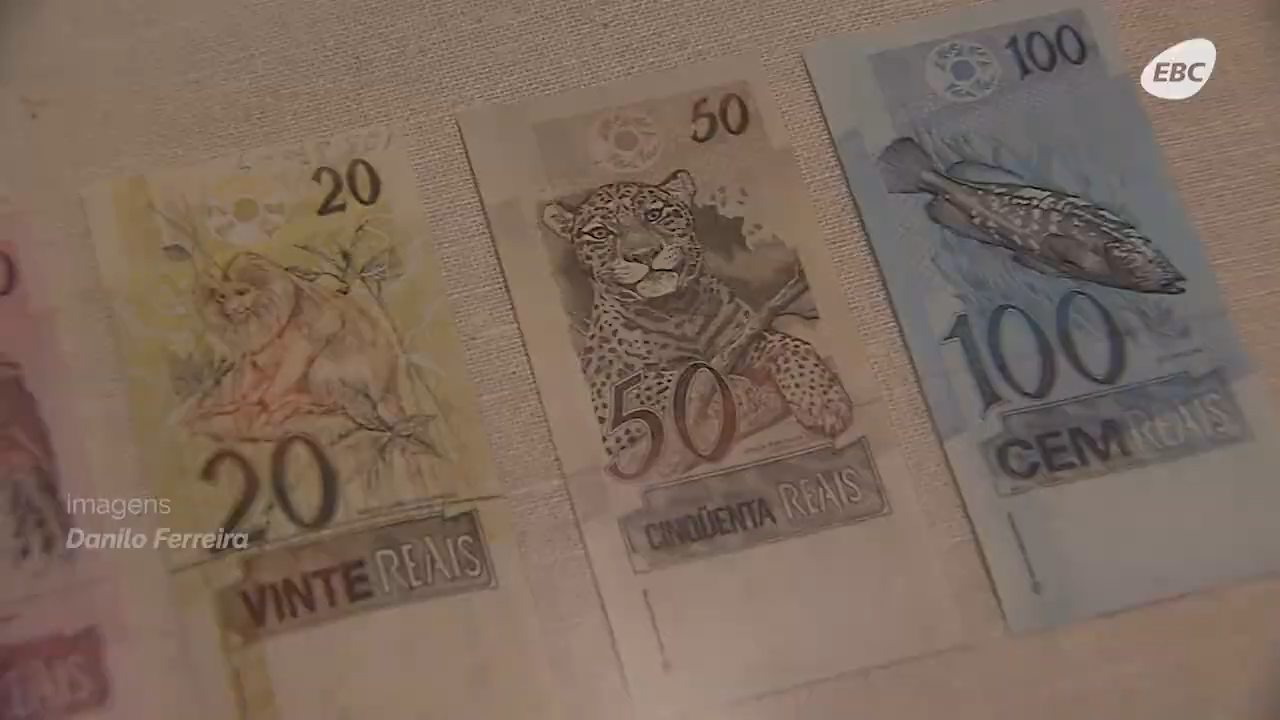 EBC
20
20
VINTE REAIS
50
50
CINQÜENTA REAIS
100
100
CEM REAIS
Imagens
Danilo Ferreira